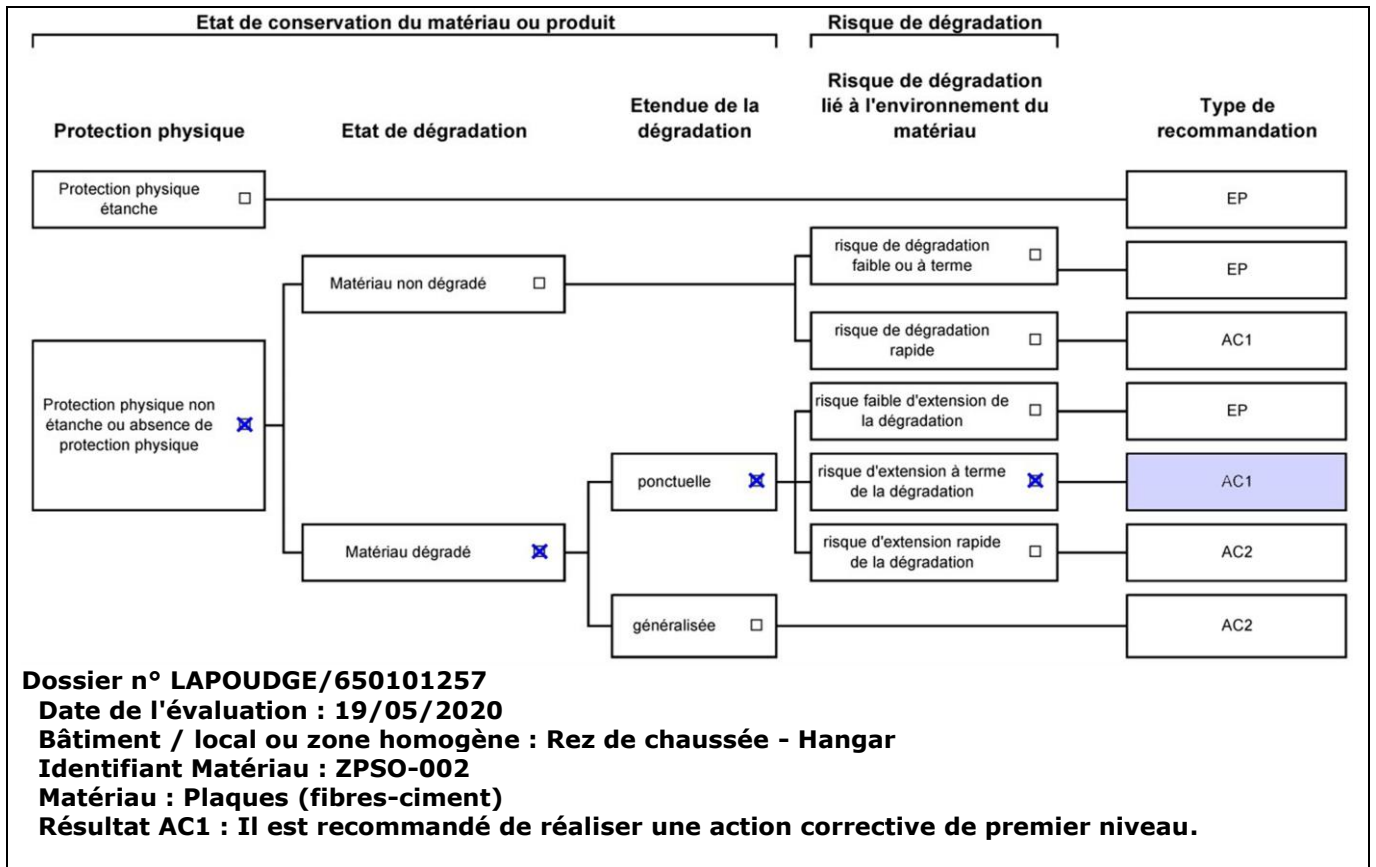 Etat de conservation du matériau ou produit
Risque de dégradation
Protection physique
Etat de dégradation
Etendue de la
dégradation
Risque de dégradation
lié à l'environnement du
matériau
Type de
recommandation
Protection physique
étanche
EP
risque de dégradation
faible ou à terme
EP
Matériau non dégradé
risque de dégradation
rapide
AC1
Protection physique non
étanche ou absence de
protection physique
risque faible d'extension de
la dégradation
EP
ponctuelle
risque d'extension à terme
de la dégradation
AC1
Matériau dégradé
risque d'extension rapide
de la dégradation
AC2
généralisée
AC2
Dossier n° LAPOUDGE/650101257
Date de l'évaluation : 19/05/2020
Bâtiment / local ou zone homogène : Rez de chaussée - Hangar
Identifiant Matériau : ZPSO-002
Matériau : Plaques (fibres-ciment)
Résultat AC1 : Il est recommandé de réaliser une action corrective de premier niveau.